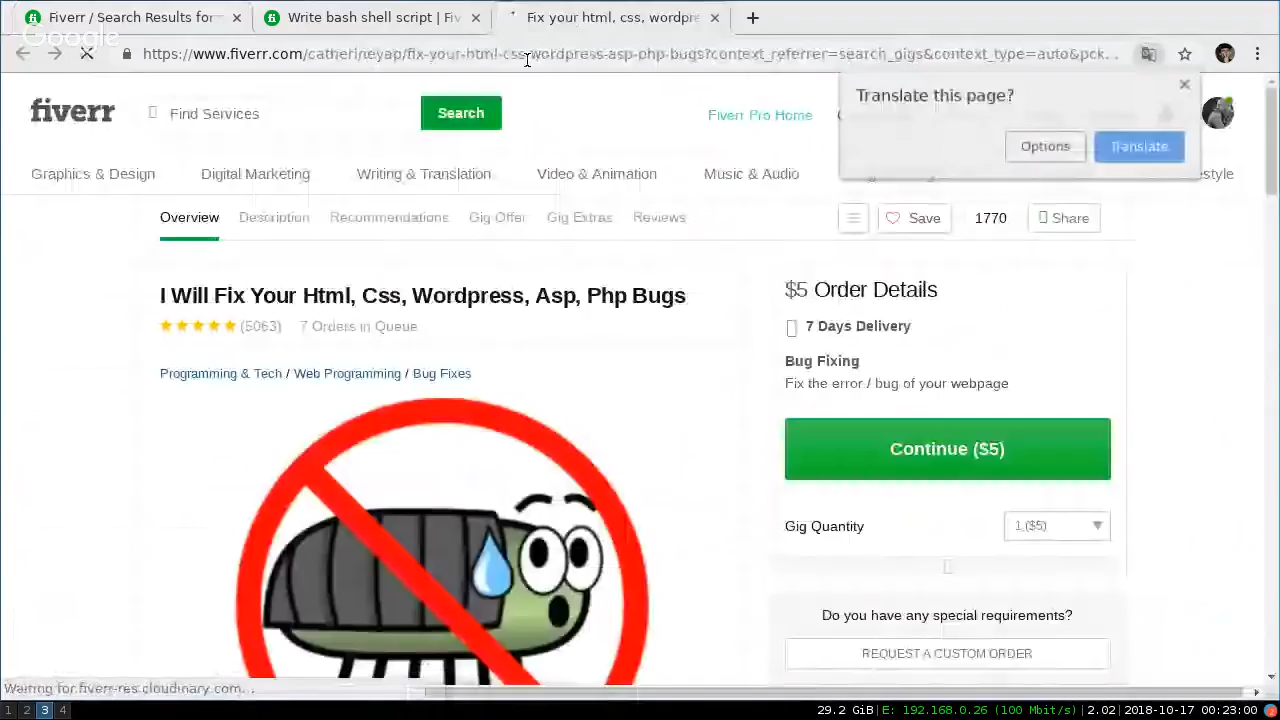 Fiverr / Search Results for
Write bash shell script | Fiv
Fix your html, css, wordpre
Google
https://www.fiverr.com/catherineyap/fix-your-html-css-wordpress-asp-php-bugs?context_referrer=search_gigs&context_type=auto&pck...
Translate this page?
Options
Translate
fiverr
Find Services
Search
Fiverr Pro Home
Graphics & Design
Digital Marketing
Writing & Translation
Video & Animation
Music & Audio
estyle
Overview
Description
Recommendations
Gig Offer
Gig Extras
Reviews
Save
1770
Share
I Will Fix Your Html, Css, Wordpress, Asp, Php Bugs
(5063)
7 Orders in Queue
Programming & Tech / Web Programming / Bug Fixes
$5 Order Details
7 Days Delivery
Bug Fixing
Fix the error / bug of your webpage
Continue ($5)
Gig Quantity
1 ($5)
Do you have any special requirements?
REQUEST A CUSTOM ORDER
Waiting for fiverr-res.cloudinary.com...
1 2 3 4
29.2 GiB|E: 192.168.0.26 (100 Mbit/s)|2.02|2018-10-17 00:23:00